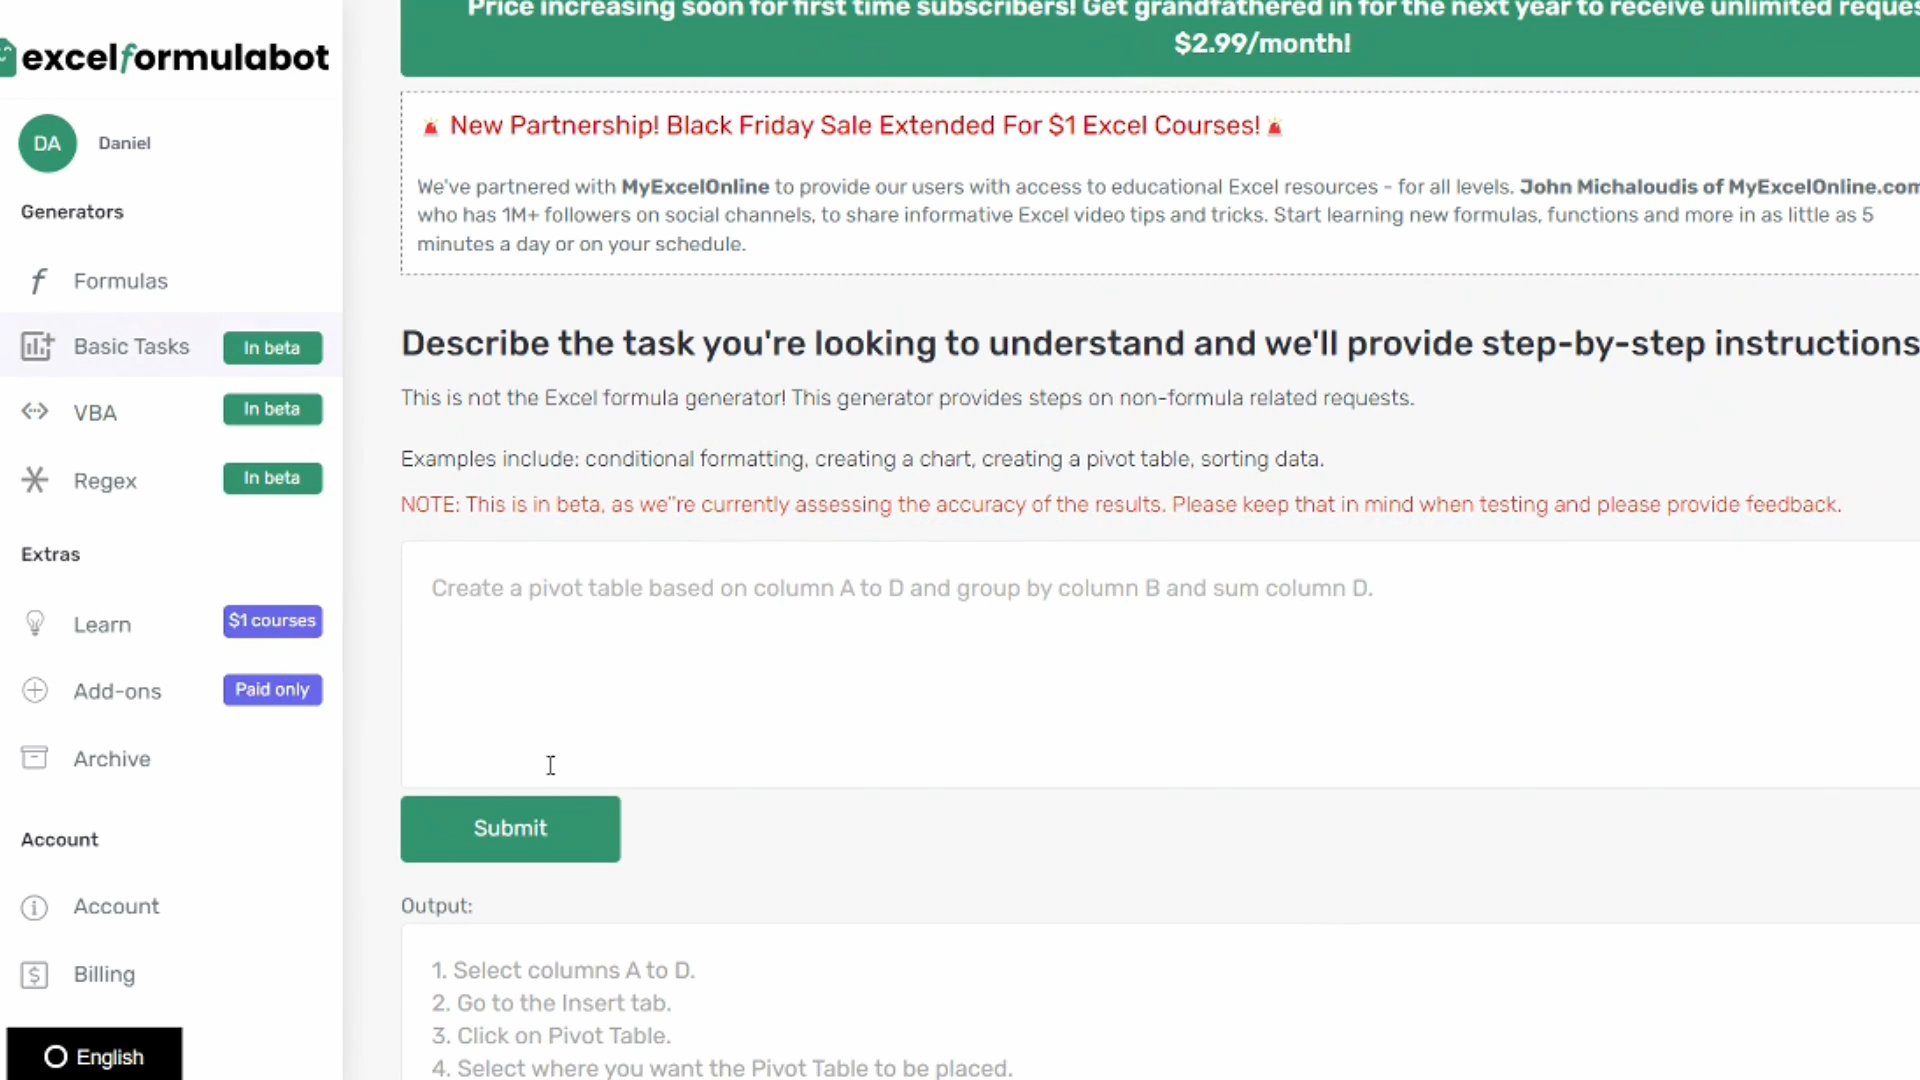 Price increasing soon for first time subscribers! Get grandfathered in for the next year to receive unlimited
$2.99/month!
excelformulabot
DA Daniel
Generators
Formulas
Basic Tasks In beta
VBA In beta
Regex In beta
Extras
Learn $1 courses
Add-ons Paid only
Archive
Account
Account
Billing
English
New Partnership! Black Friday Sale Extended For $1 Excel Courses!
We've partnered with MyExcelOnline to provide our users with access to educational Excel resources - for all levels. John Michaloudis of MyExcelOnline.com
who has 1M+ followers on social channels, to share informative Excel video tips and tricks. Start learning new formulas, functions and more in as little as 5
minutes a day or on your schedule.
Describe the task you're looking to understand and we'll provide step-by-step instructions
This is not the Excel formula generator! This generator provides steps on non-formula related requests.
Examples include: conditional formatting, creating a chart, creating a pivot table, sorting data.
NOTE: This is in beta, as we''re currently assessing the accuracy of the results. Please keep that in mind when testing and please provide feedback.
Create a pivot table based on column A to D and group by column B and sum column D.
Submit
Output:
1. Select columns A to D.
2. Go to the Insert tab.
3. Click on Pivot Table.
4. Select where you want the Pivot Table to be placed.